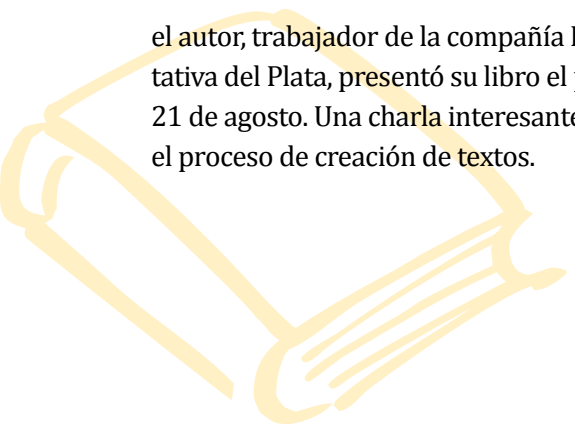 el autor, trabajador de la compañía
tativa del Plata, presentó su libro el
21 de agosto. Una charla interesante
el proceso de creación de textos.